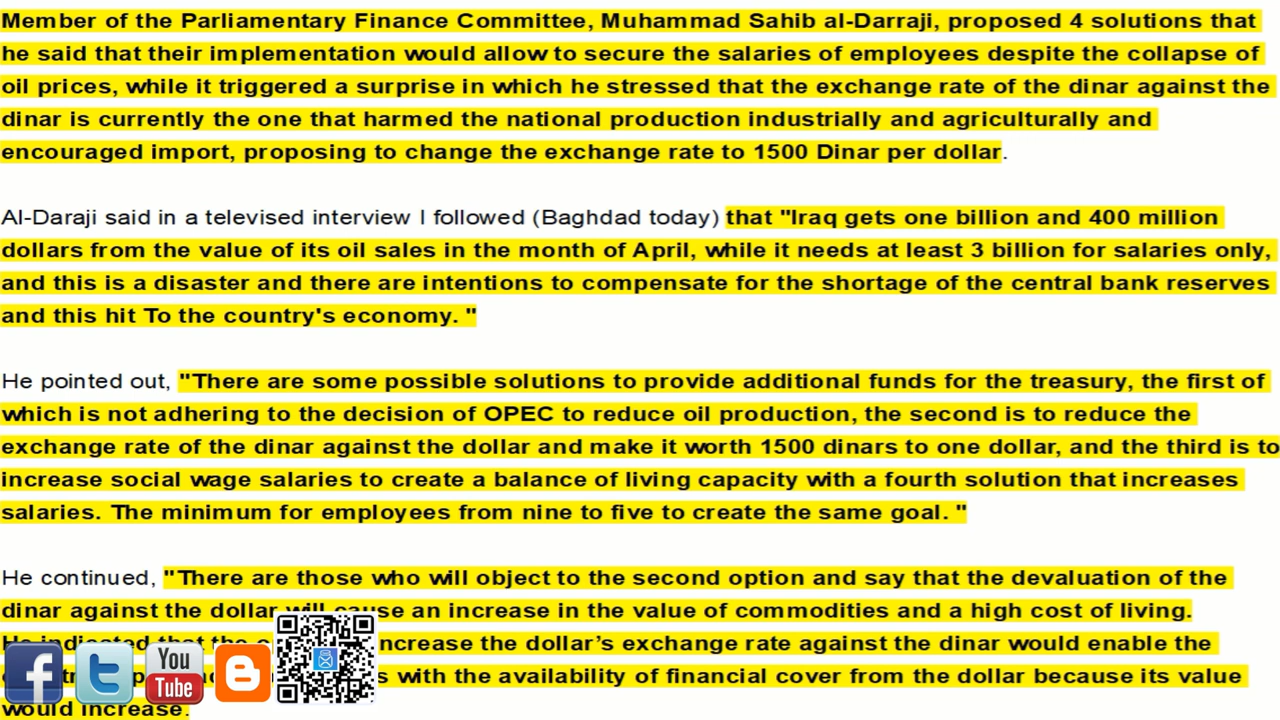 Member of the Parliamentary Finance Committee, Muhammad Sahib al-Darraji, proposed 4 solutions that
he said that their implementation would allow to secure the salaries of employees despite the collapse of
oil prices, while it triggered a surprise in which he stressed that the exchange rate of the dinar against the
dinar is currently the one that harmed the national production industrially and agriculturally and
encouraged import, proposing to change the exchange rate to 1500 Dinar per dollar.
Al-Daraji said in a televised interview I followed (Baghdad today) that "Iraq gets one billion and 400 million
dollars from the value of its oil sales in the month of April, while it needs at least 3 billion for salaries only,
and this is a disaster and there are intentions to compensate for the shortage of the central bank reserves
and this hit To the country's economy. "
He pointed out, "There are some possible solutions to provide additional funds for the treasury, the first of
which is not adhering to the decision of OPEC to reduce oil production, the second is to reduce the
exchange rate of the dinar against the dollar and make it worth 1500 dinars to one dollar, and the third is to
increase social wage salaries to create a balance of living capacity with a fourth solution that increases
salaries. The minimum for employees from nine to five to create the same goal. "
He continued, "There are those who will object to the second option and say that the devaluation of the
dinar against the dollar will cause an increase in the value of commodities and a high cost of living.
He indicated that the increase the dollar's exchange rate against the dinar would enable the
with the availability of financial cover from the dollar because its value
would increase.
You
Tube